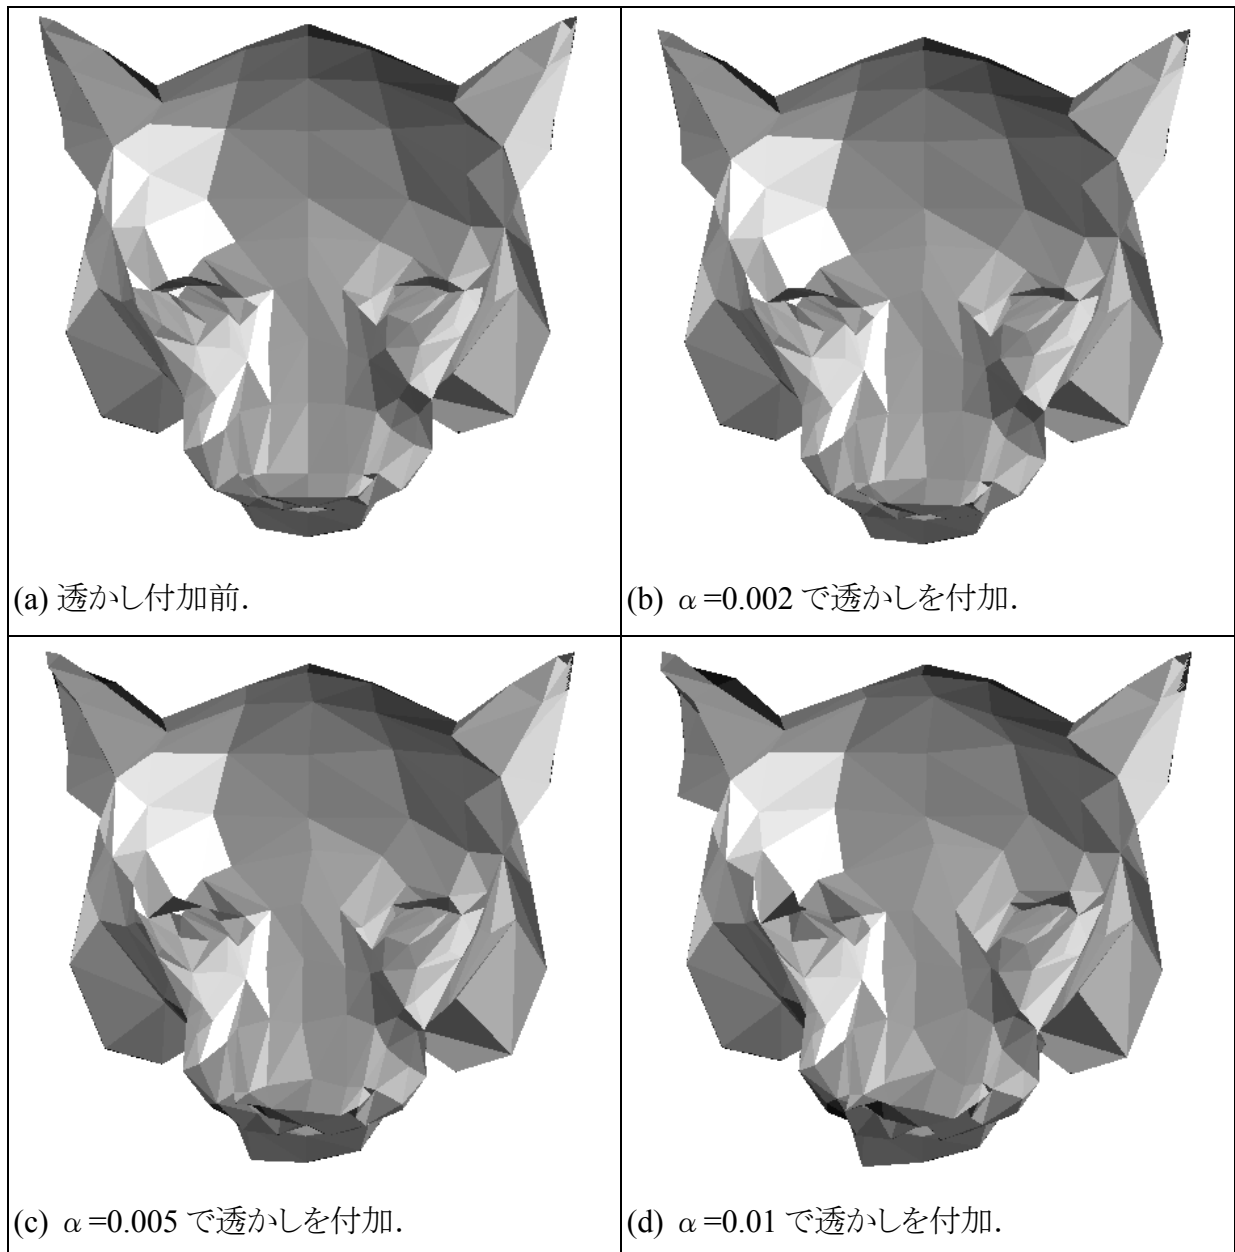 (a) 透かし付加前.
(b) α=0.002 で透かしを付加.
(c) α=0.005 で透かしを付加.
(d) α=0.01 で透かしを付加.